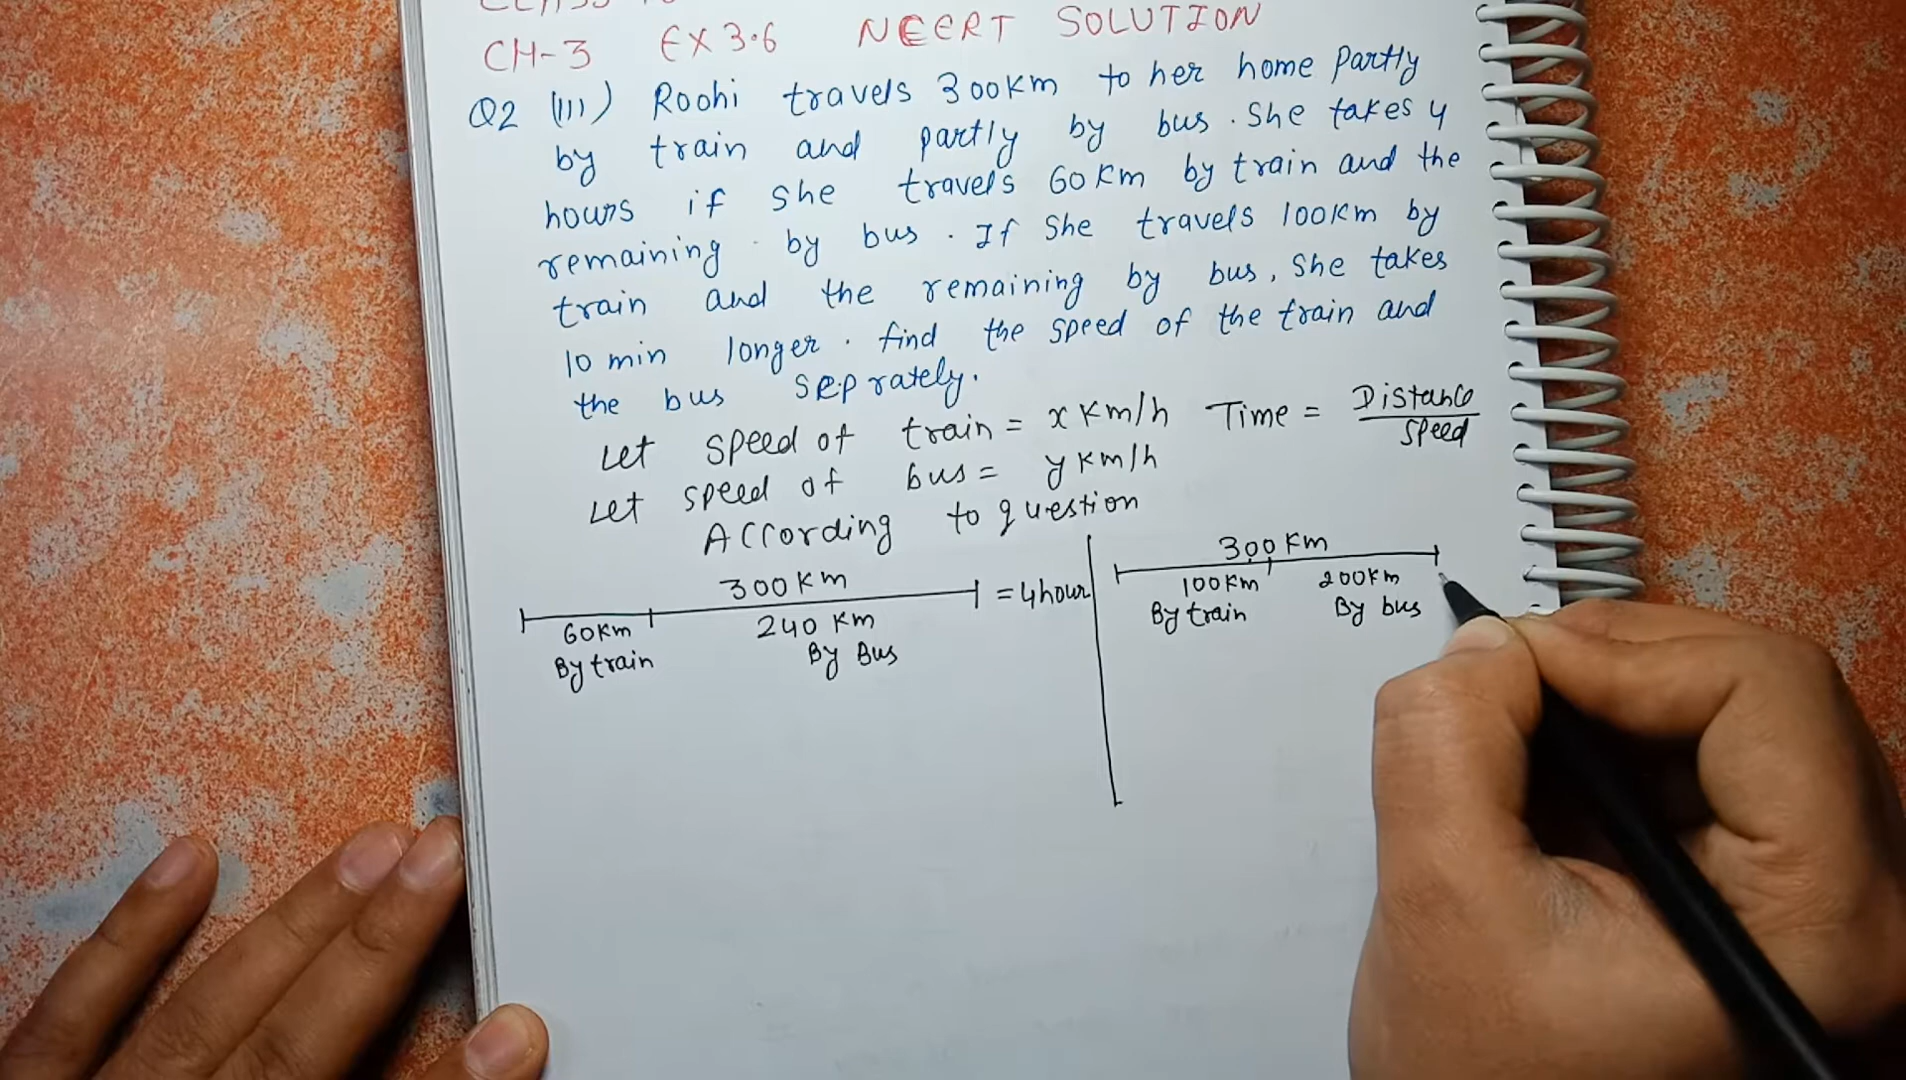 CH-3 EX 3.6 NCERT SOLUTION
Q2 (III) Roohi travels 300km to her home Partly
by train and partly by bus. She takes 4
hours if she travels 60km by train and the
remaining by bus. If She travels 100km by
train and the remaining by bus, She takes
10 min longer. find the speed of the train and
the bus seprately.
Let speed of train = x km/h Time = Distance/Speed
Let speed of bus = y km/h
According to question
300km = 4hour
60km 240 km
By train By Bus
300 km
100km 200km
By train By bus